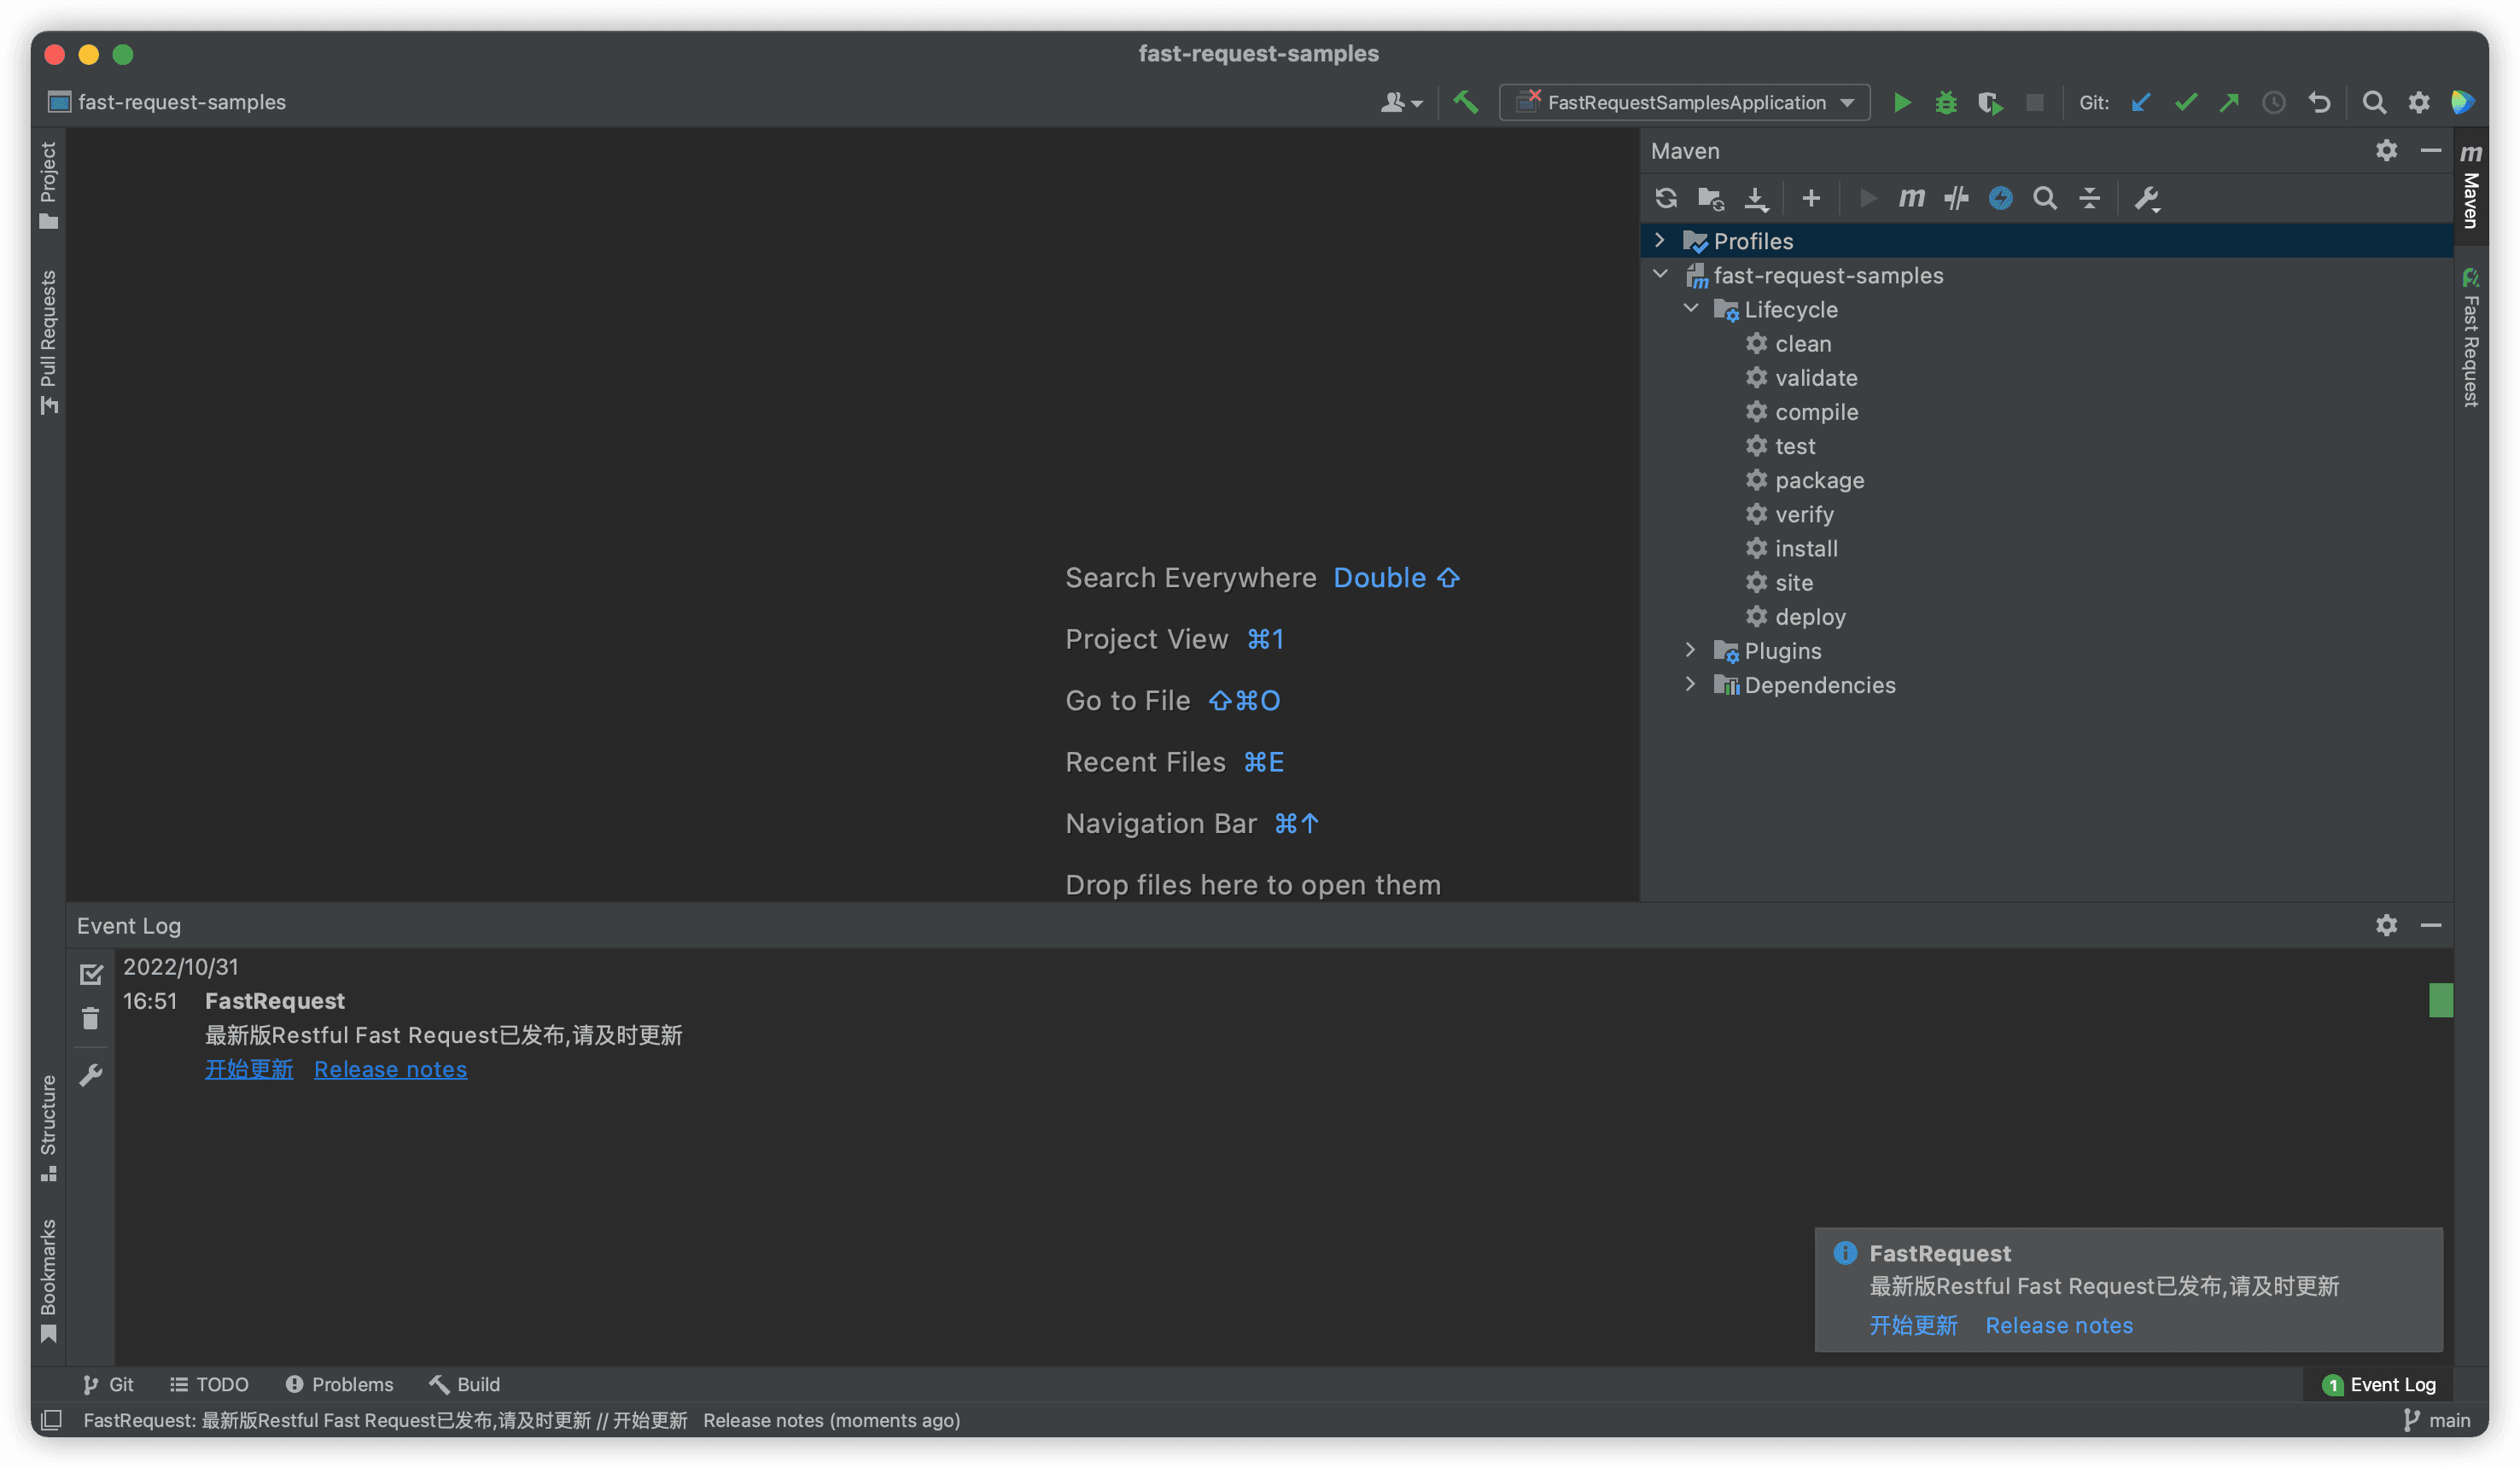 fast-request-samples
fast-request-samples
FastRequestSamplesApplication
Git:
Project
Pull Requests
Structure
Bookmarks
Search Everywhere Double ⇧
Project View ⌘1
Go to File ⇧⌘O
Recent Files ⌘E
Navigation Bar ⌘↑
Drop files here to open them
Maven
Profiles
fast-request-samples
Lifecycle
clean
validate
compile
test
package
verify
install
site
deploy
Plugins
Dependencies
Maven
Fast Request
Event Log
2022/10/31
16:51 FastRequest
最新版Restful Fast Request已发布,请及时更新
开始更新 Release notes
FastRequest
最新版Restful Fast Request已发布,请及时更新
开始更新 Release notes
Git TODO Problems Build
1 Event Log
FastRequest: 最新版Restful Fast Request已发布,请及时更新 // 开始更新 Release notes (moments ago)
main